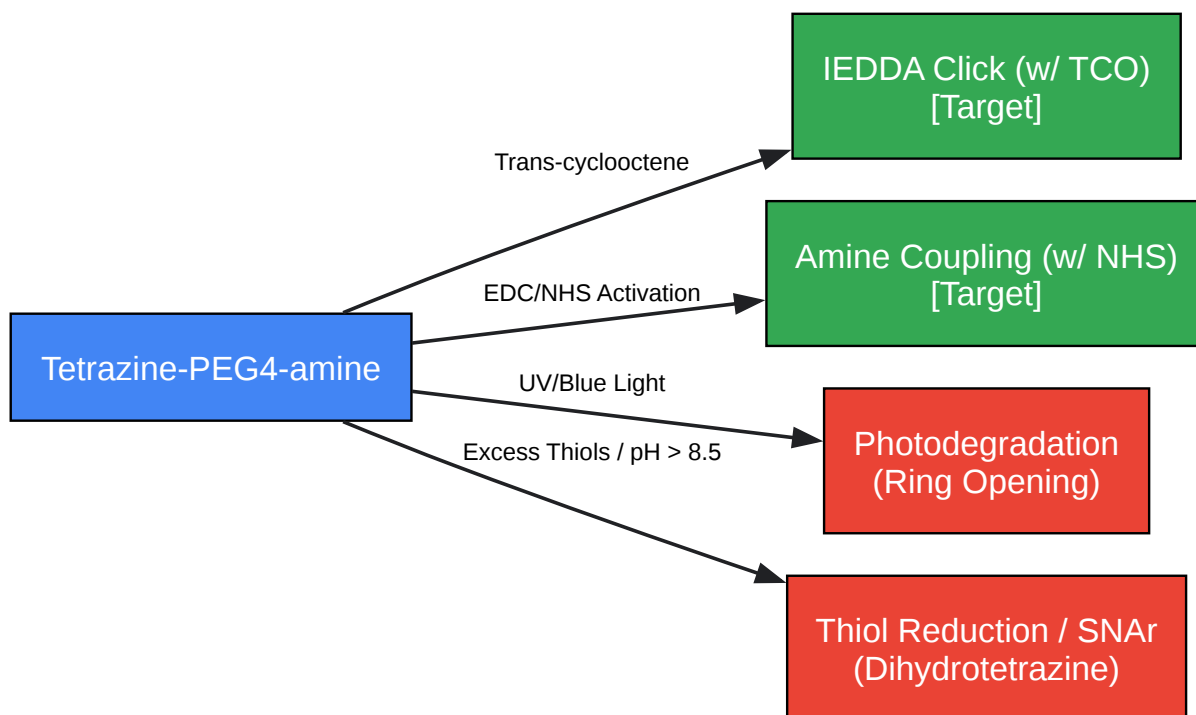 IEDDA Click (w/ TCO)
[Target]
Trans-cyclooctene
Amine Coupling (w/ NHS)
[Target]
EDC/NHS Activation
Tetrazine-PEG4-amine
UV/Blue Light
Photodegradation
(Ring Opening)
Excess Thiols / pH > 8.5
Thiol Reduction / SNAr
(Dihydrotetrazine)